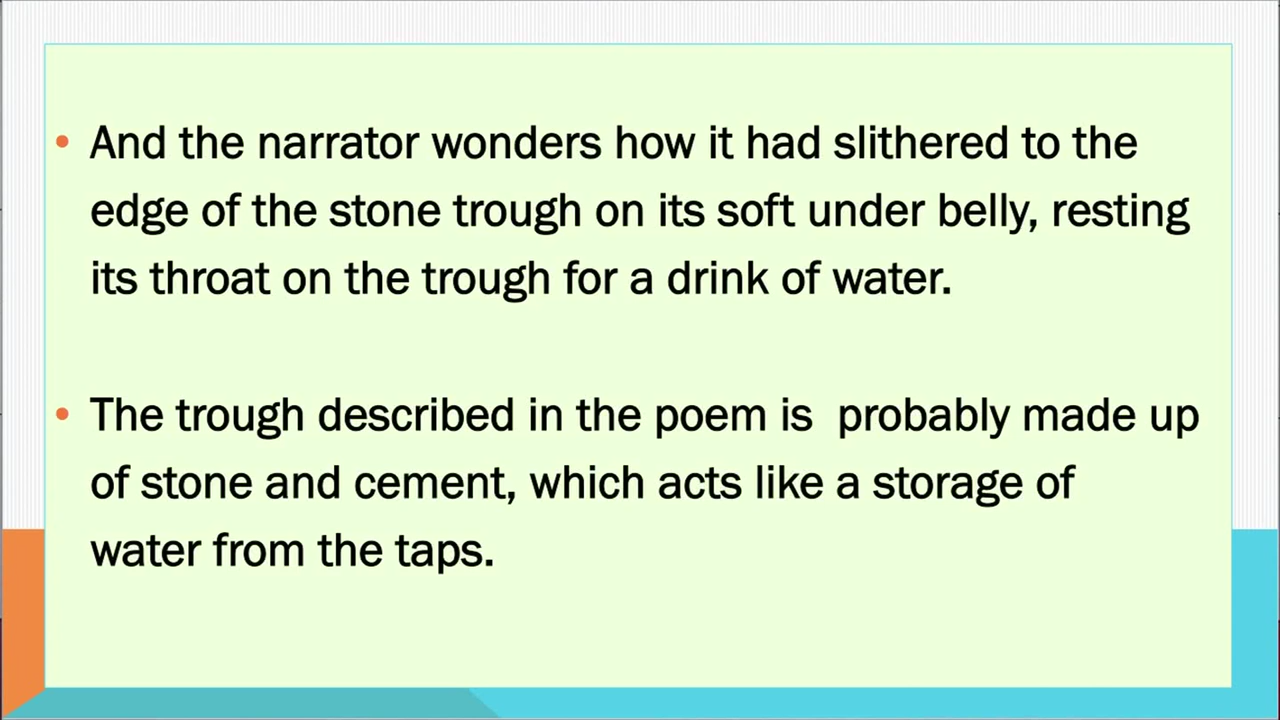 • And the narrator wonders how it had slithered to the
edge of the stone trough on its soft under belly, resting
its throat on the trough for a drink of water.
• The trough described in the poem is  probably made up
of stone and cement, which acts like a storage of
water from the taps.